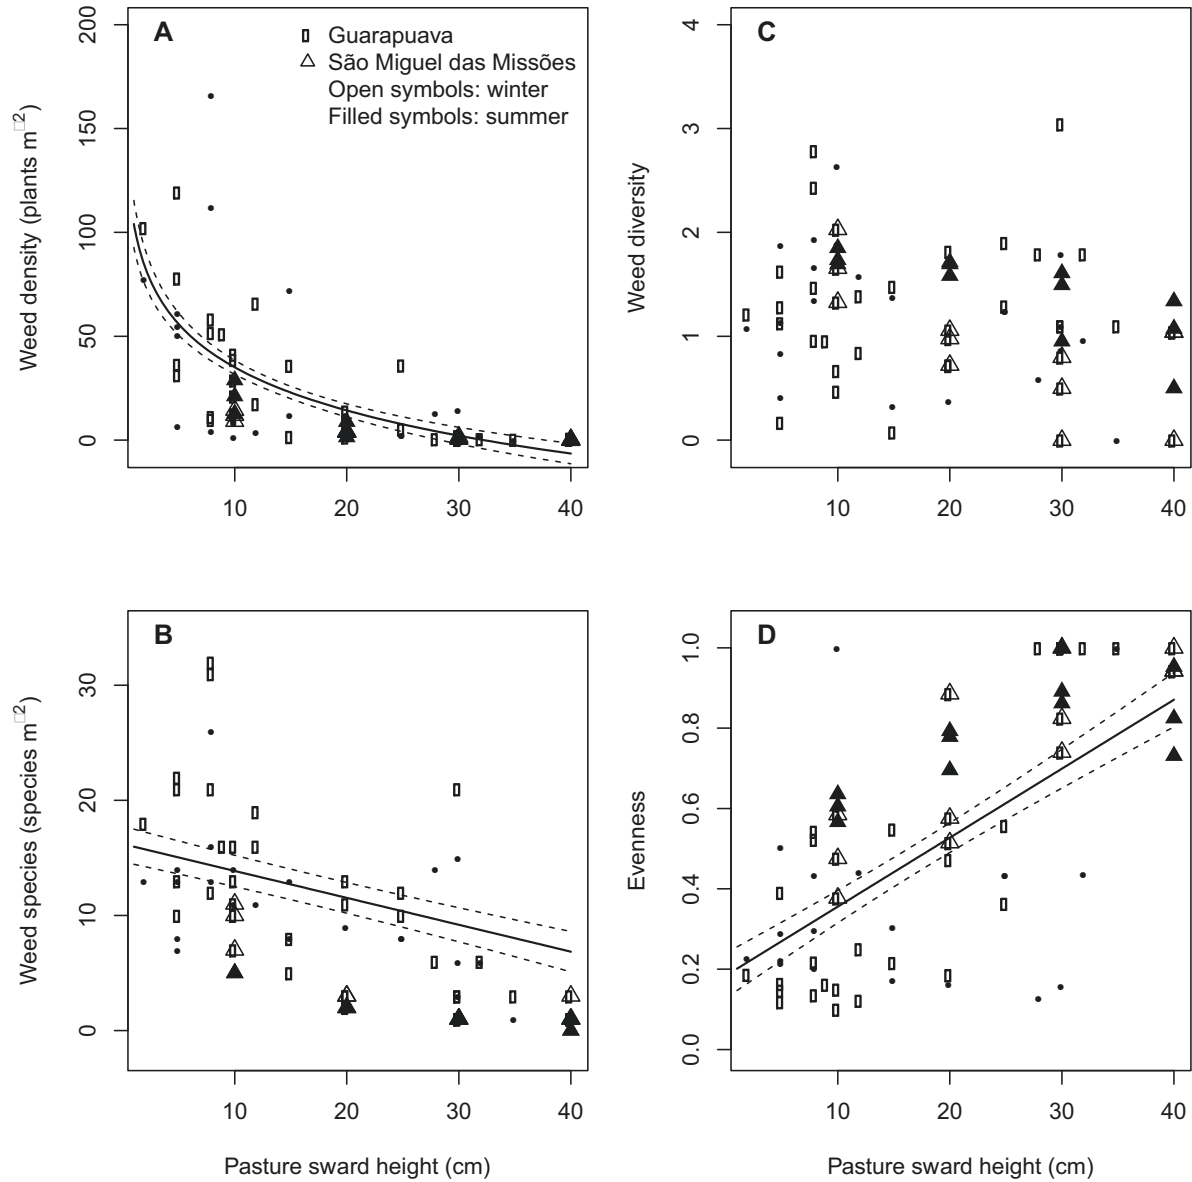 A
Guarapuava
São Miguel das Missões
Open symbols: winter
Filled symbols: summer
Weed density (plants m□2)
0
50
100
150
200
10
20
30
40
C
Weed diversity
0
1
2
3
4
10
20
30
40
B
Weed species (species m□2)
0
10
20
30
10
20
30
40
Pasture sward height (cm)
D
Evenness
0.0
0.2
0.4
0.6
0.8
1.0
10
20
30
40
Pasture sward height (cm)